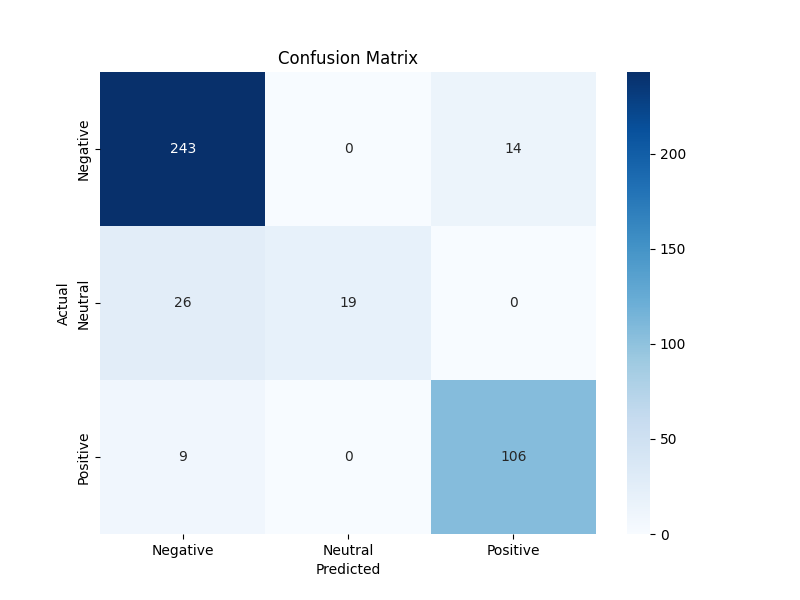 Confusion Matrix
Negative
243
0
14
200
150
Actual
Neutral
26
19
0
100
50
Positive
9
0
106
0
Negative
Neutral
Positive
Predicted